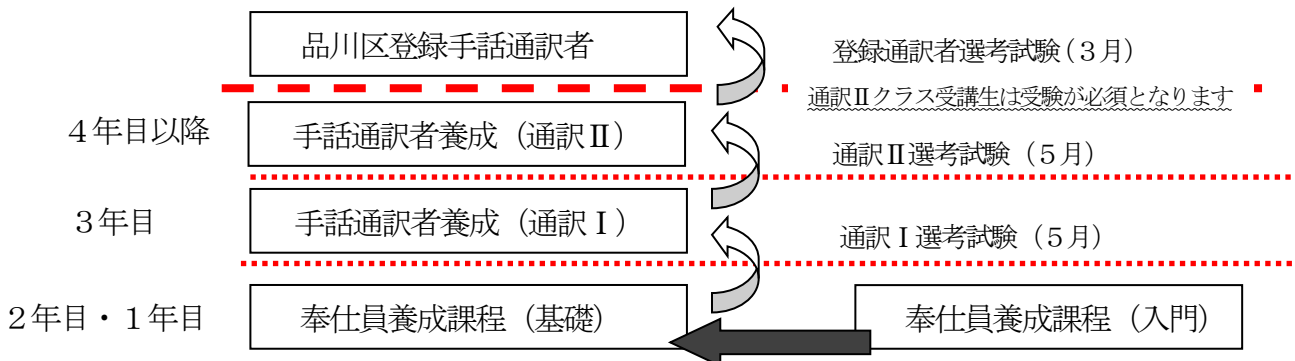 品川区登録手話通訳者
登録通訳者選考試験(３月)
通訳Ⅱクラス受講生は受験が必須となります
４年目以降
手話通訳者養成（通訳Ⅱ）
通訳Ⅱ選考試験（５月）
３年目
手話通訳者養成（通訳Ⅰ）
通訳Ⅰ選考試験（５月）
２年目・１年目
奉仕員養成課程（基礎）
奉仕員養成課程（入門）